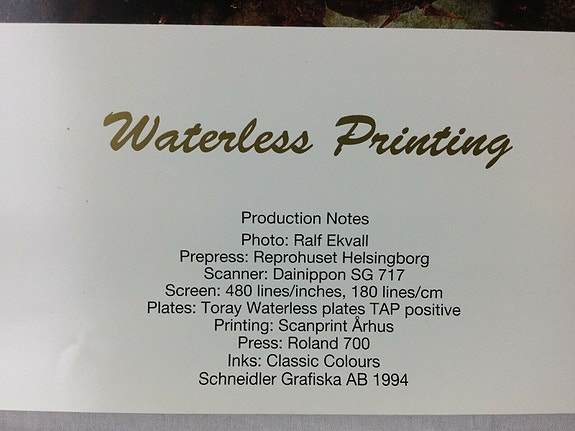 Waterless Printing
Production Notes
Photo: Ralf Ekvall
Prepress: Reprohuset Helsingborg
Scanner: Dainippon SG 717
Screen: 480 lines/inches, 180 lines/cm
Plates: Toray Waterless plates TAP positive
Printing: Scanprint Århus
Press: Roland 700
Inks: Classic Colours
Schneidler Grafiska AB 1994